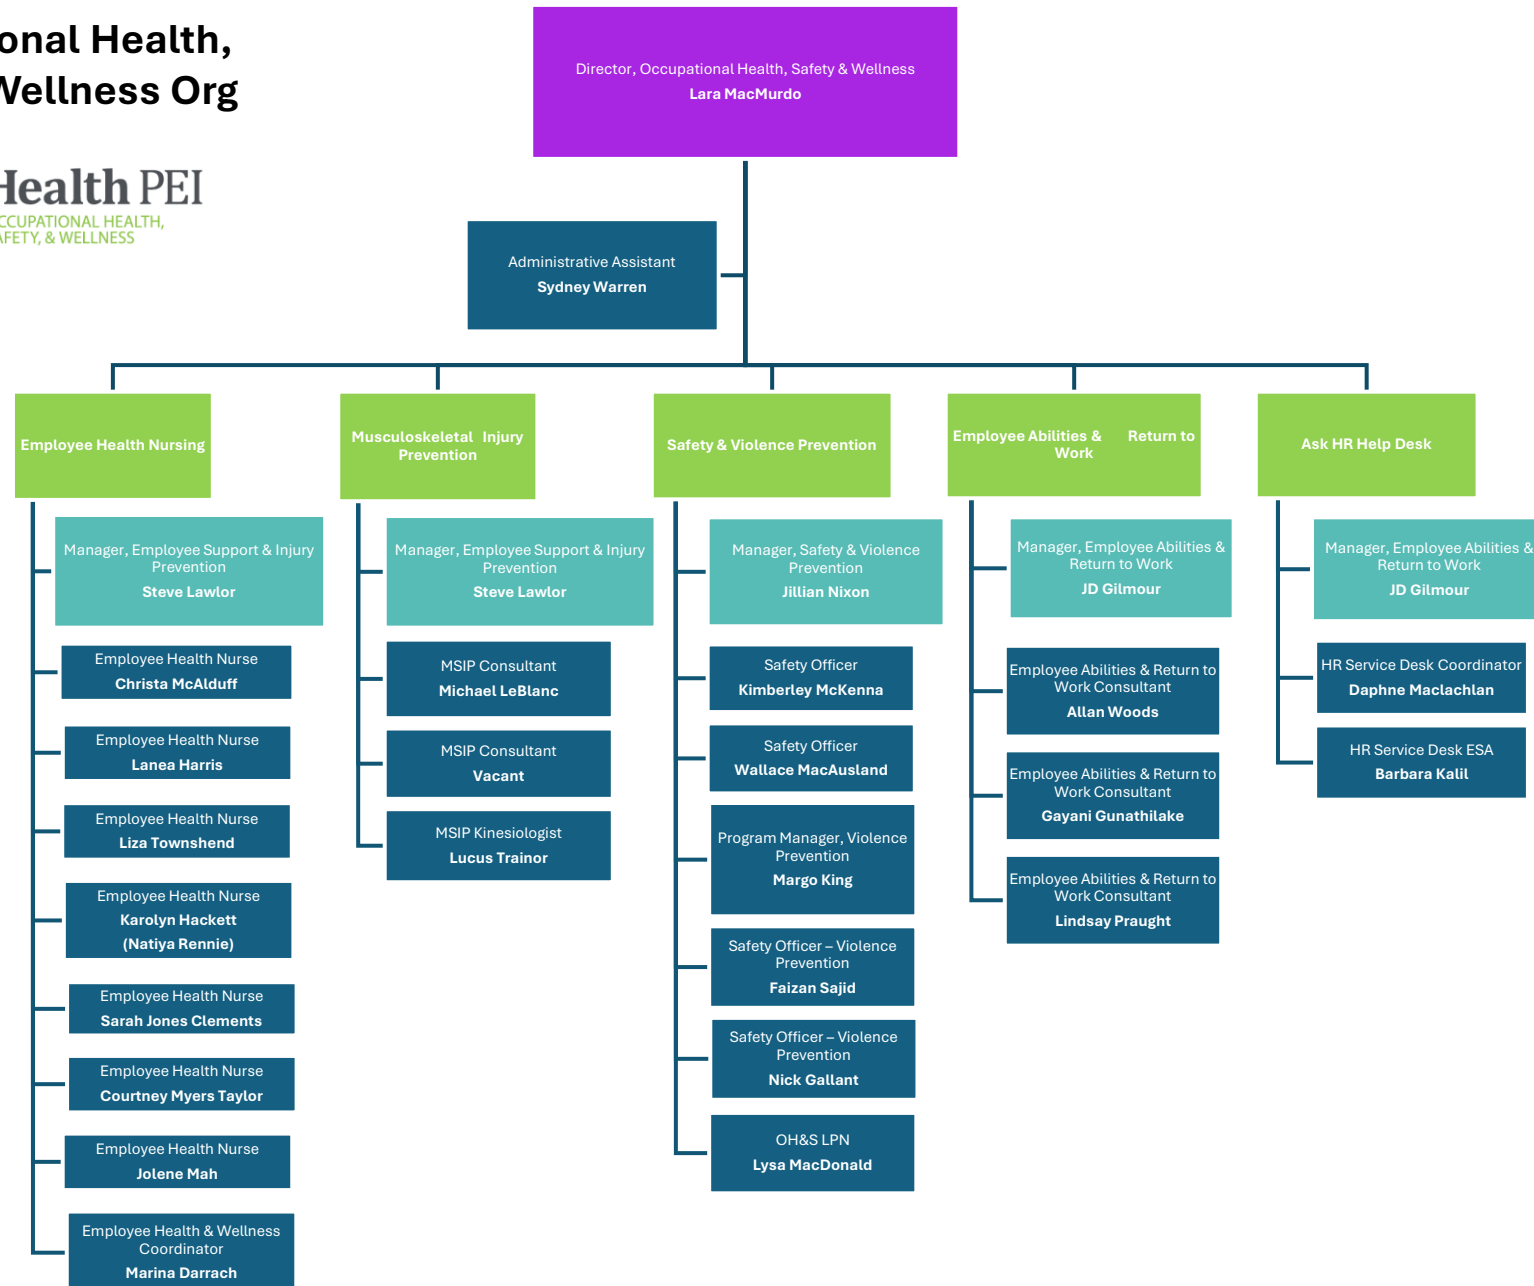 onal Health,
Wellness Org
Health PEI
CCUPATIONAL HEALTH,
AFETY, & WELLNESS
Director, Occupational Health, Safety & Wellness
Lara MacMurdo
Administrative Assistant
Sydney Warren
Employee Health Nursing
Manager, Employee Support & Injury
Prevention
Steve Lawlor
Employee Health Nurse
Christa McAlduff
Employee Health Nurse
Lanea Harris
Employee Health Nurse
Liza Townshend
Employee Health Nurse
Karolyn Hackett
(Natiya Rennie)
Employee Health Nurse
Sarah Jones Clements
Employee Health Nurse
Courtney Myers Taylor
Employee Health Nurse
Jolene Mah
Employee Health & Wellness
Coordinator
Marina Darrach
Musculoskeletal Injury
Prevention
Manager, Employee Support & Injury
Prevention
Steve Lawlor
MSIP Consultant
Michael LeBlanc
MSIP Consultant
Vacant
MSIP Kinesiologist
Lucus Trainor
Safety & Violence Prevention
Manager, Safety & Violence
Prevention
Jillian Nixon
Safety Officer
Kimberley McKenna
Safety Officer
Wallace MacAusland
Program Manager, Violence
Prevention
Margo King
Safety Officer – Violence
Prevention
Faizan Sajid
Safety Officer – Violence
Prevention
Nick Gallant
OH&S LPN
Lysa MacDonald
Employee Abilities & Return to
Work
Manager, Employee Abilities &
Return to Work
JD Gilmour
Employee Abilities & Return to
Work Consultant
Allan Woods
Employee Abilities & Return to
Work Consultant
Gayani Gunathilake
Employee Abilities & Return to
Work Consultant
Lindsay Praught
Ask HR Help Desk
Manager, Employee Abilities &
Return to Work
JD Gilmour
HR Service Desk Coordinator
Daphne Maclachlan
HR Service Desk ESA
Barbara Kalil